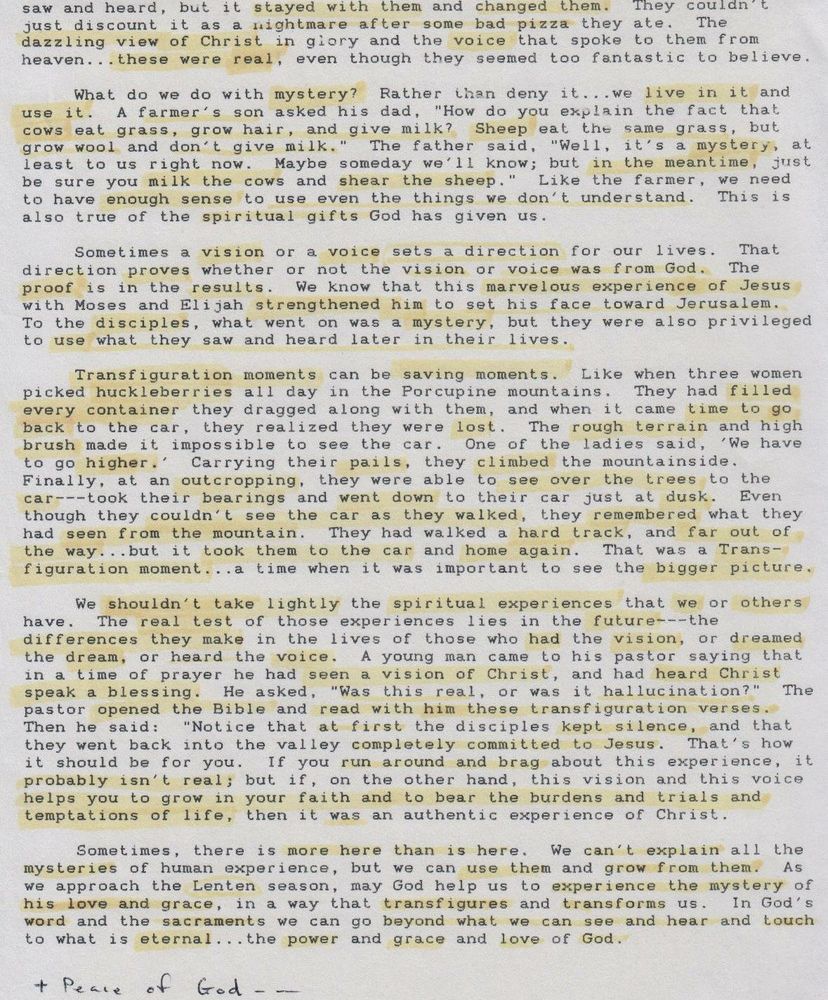 saw and heard, but it stayed with them and changed them.  They couldn't
just discount it as a nightmare after some bad pizza they ate.  The
dazzling view of Christ in glory and the voice that spoke to them from
heaven...these were real, even though they seemed too fantastic to believe.
What do we do with mystery?  Rather than deny it...we live in it and
use it.  A farmer's son asked his dad, "How do you explain the fact that
cows eat grass, grow hair, and give milk?  Sheep eat the same grass, but
grow wool and don't give milk."  The father said, "Well, it's a mystery, at
least to us right now.  Maybe someday we'll know; but in the meantime, just
be sure you milk the cows and shear the sheep."  Like the farmer, we need
to have enough sense to use even the things we don't understand.  This is
also true of the spiritual gifts God has given us.
Sometimes a vision or a voice sets a direction for our lives.  That
direction proves whether or not the vision or voice was from God.  The
proof is in the results.  We know that this marvelous experience of Jesus
with Moses and Elijah strengthened him to set his face toward Jerusalem.
To the disciples, what went on was a mystery, but they were also privileged
to use what they saw and heard later in their lives.
Transfiguration moments can be saving moments.  Like when three women
picked huckleberries all day in the Porcupine mountains.  They had filled
every container they dragged along with them, and when it came time to go
back to the car, they realized they were lost.  The rough terrain and high
brush made it impossible to see the car.  One of the ladies said, 'We have
to go higher.'  Carrying their pails, they climbed the mountainside.
Finally, at an outcropping, they were able to see over the trees to the
car---took their bearings and went down to their car just at dusk.  Even
though they couldn't see the car as they walked, they remembered what they
had seen from the mountain.  They had walked a hard track, and far out of
the way...but it took them to the car and home again.  That was a Trans-
figuration moment...a time when it was important to see the bigger picture.
We shouldn't take lightly the spiritual experiences that we or others
have.  The real test of those experiences lies in the future---the
differences they make in the lives of those who had the vision, or dreamed
the dream, or heard the voice.  A young man came to his pastor saying that
in a time of prayer he had seen a vision of Christ, and had heard Christ
speak a blessing.  He asked, "Was this real, or was it hallucination?"  The
pastor opened the Bible and read with him these transfiguration verses.
Then he said:  "Notice that at first the disciples kept silence, and that
they went back into the valley completely committed to Jesus.  That's how
it should be for you.  If you run around and brag about this experience, it
probably isn't real; but if, on the other hand, this vision and this voice
helps you to grow in your faith and to bear the burdens and trials and
temptations of life, then it was an authentic experience of Christ.
Sometimes, there is more here than is here.  We can't explain all the
mysteries of human experience, but we can use them and grow from them.  As
we approach the Lenten season, may God help us to experience the mystery of
his love and grace, in a way that transfigures and transforms us.  In God's
word and the sacraments we can go beyond what we can see and hear and touch
to what is eternal...the power and grace and love of God.
+ Peace of God - -